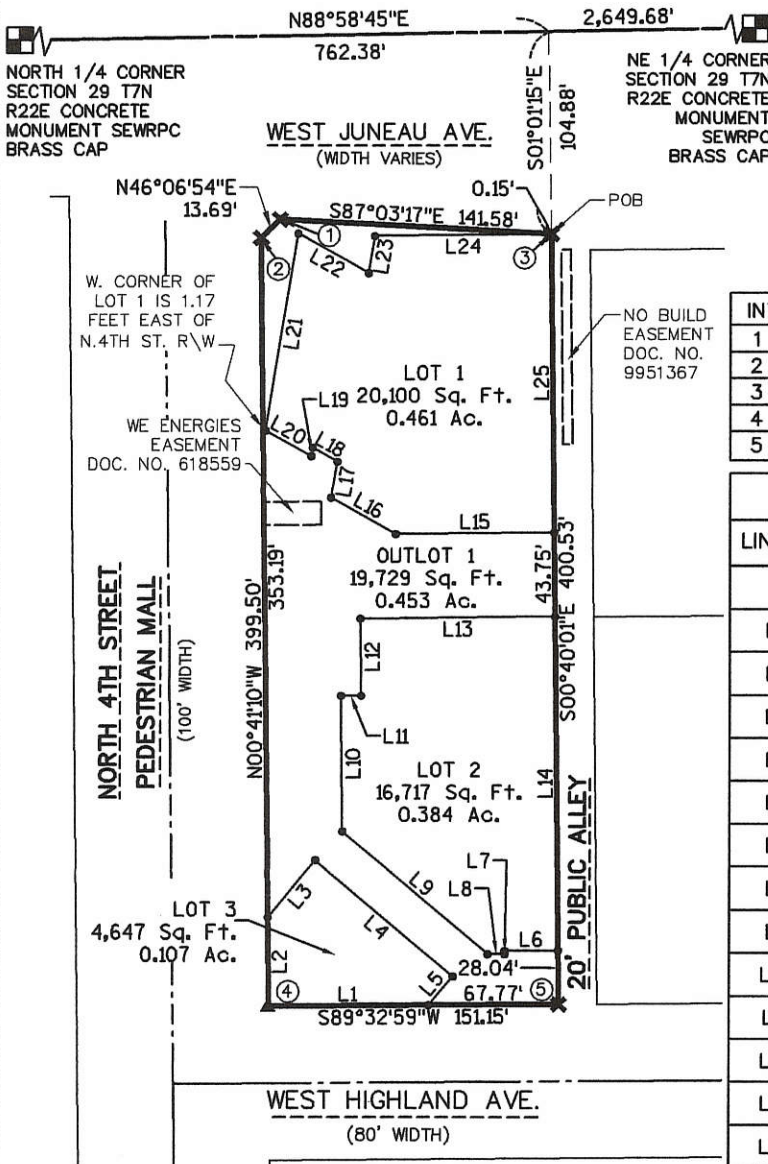 N88°58'45"E
762.38'
2,649.68'
NORTH 1/4 CORNER
SECTION 29 T7N
R22E CONCRETE
MONUMENT SEWRPC
BRASS CAP
NE 1/4 CORNER
SECTION 29 T7N
R22E CONCRETE
MONUMENT
SEWRPC
BRASS CAP
S01°01'15"E
104.88'
WEST JUNEAU AVE.
(WIDTH VARIES)
N46°06'54"E
13.69'
S87°03'17"E 141.58'
0.15'
POB
1
2
3
L23
L24
L22
L21
W. CORNER OF
LOT 1 IS 1.17
FEET EAST OF
N.4TH ST. R\W
NO BUILD
EASEMENT
DOC. NO.
9951367
L25
LOT 1
20,100 Sq. Ft.
0.461 Ac.
L19
L20
L18
L17
L16
L15
WE ENERGIES
EASEMENT
DOC. NO. 618559
OUTLOT 1
19,729 Sq. Ft.
0.453 Ac.
43.75'
S00°40'01"E 400.53'
N00°41'10"W 399.50'
353.19'
NORTH 4TH STREET
PEDESTRIAN MALL
(100' WIDTH)
L13
L12
L11
L10
L14
LOT 2
16,717 Sq. Ft.
0.384 Ac.
L9
L8
L7
L6
20' PUBLIC ALLEY
LOT 3
4,647 Sq. Ft.
0.107 Ac.
L3
L4
L2
L5
28.04'
67.77'
4
L1
5
S89°32'59"W 151.15'
WEST HIGHLAND AVE.
(80' WIDTH)
IN
1
2
3
4
5
LIN